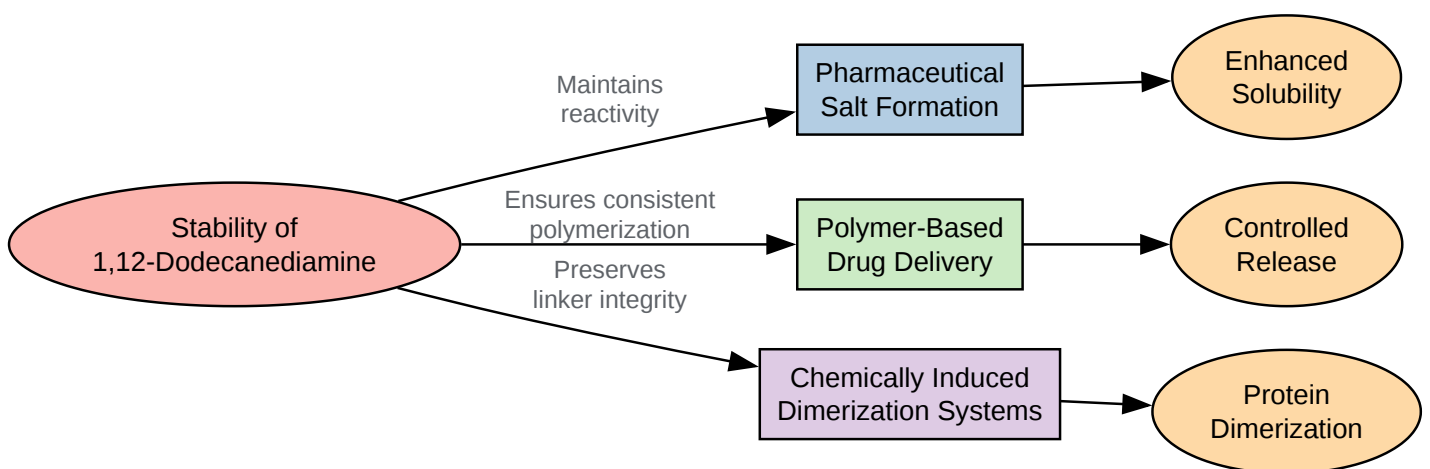 Stability of
1,12-Dodecanediamine
Maintains
reactivity
Pharmaceutical
Salt Formation
Enhanced
Solubility
Ensures consistent
polymerization
Polymer-Based
Drug Delivery
Controlled
Release
Preserves
linker integrity
Chemically Induced
Dimerization Systems
Protein
Dimerization